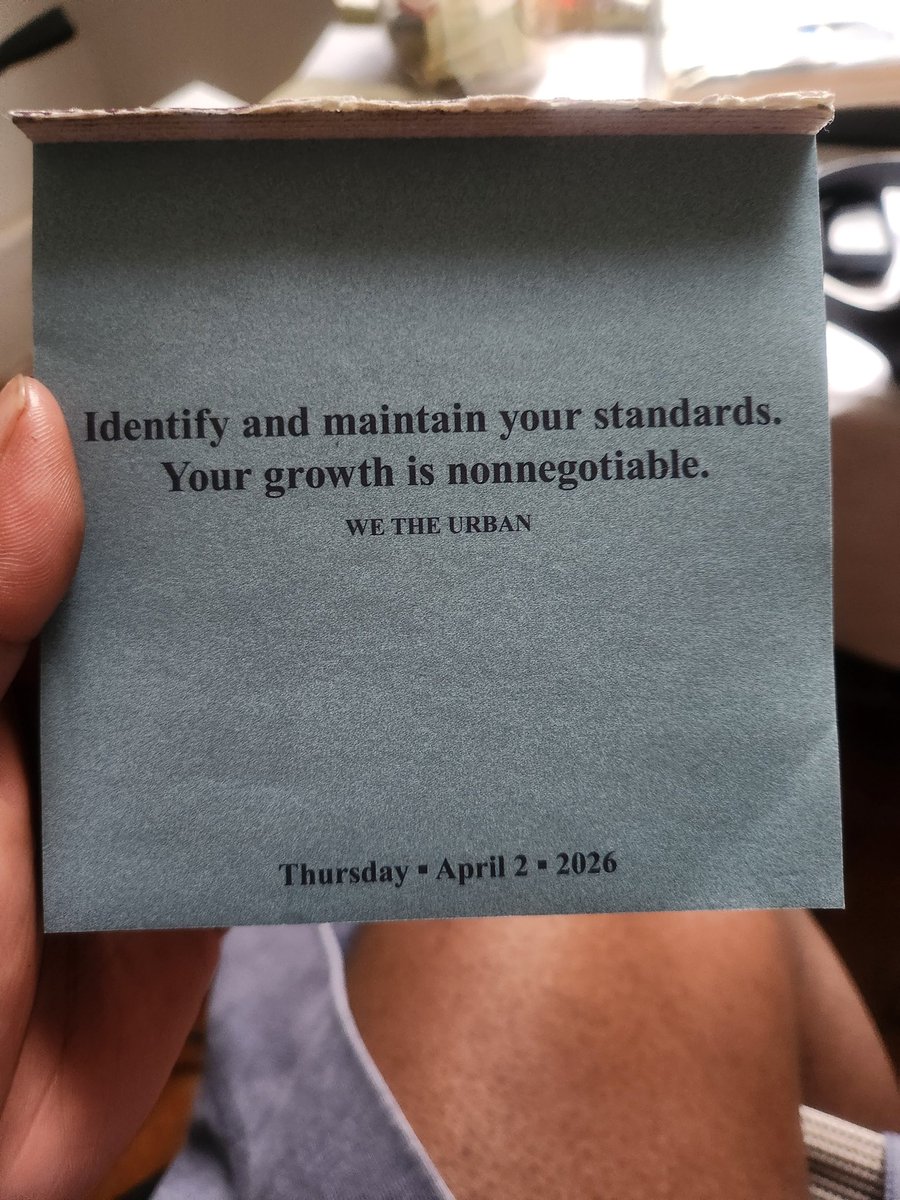 Identify and maintain your standards.
Your growth is nonnegotiable.
WE THE URBAN
Thursday ▪ April 2 ▪ 2026